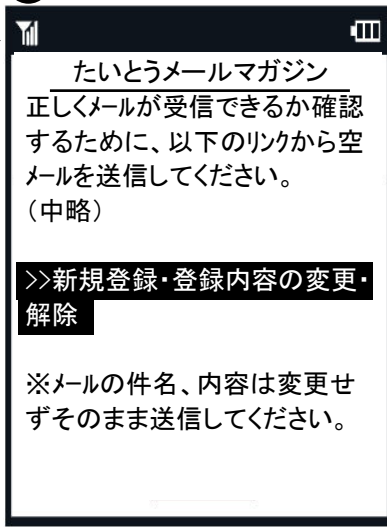 たいとうメールマガジン
正しくメールが受信できるか確認
するために、以下のリンクから空
メールを送信してください。
（中略）
>>新規登録・登録内容の変更・
解除
※メールの件名、内容は変更せ
ずそのまま送信してください。